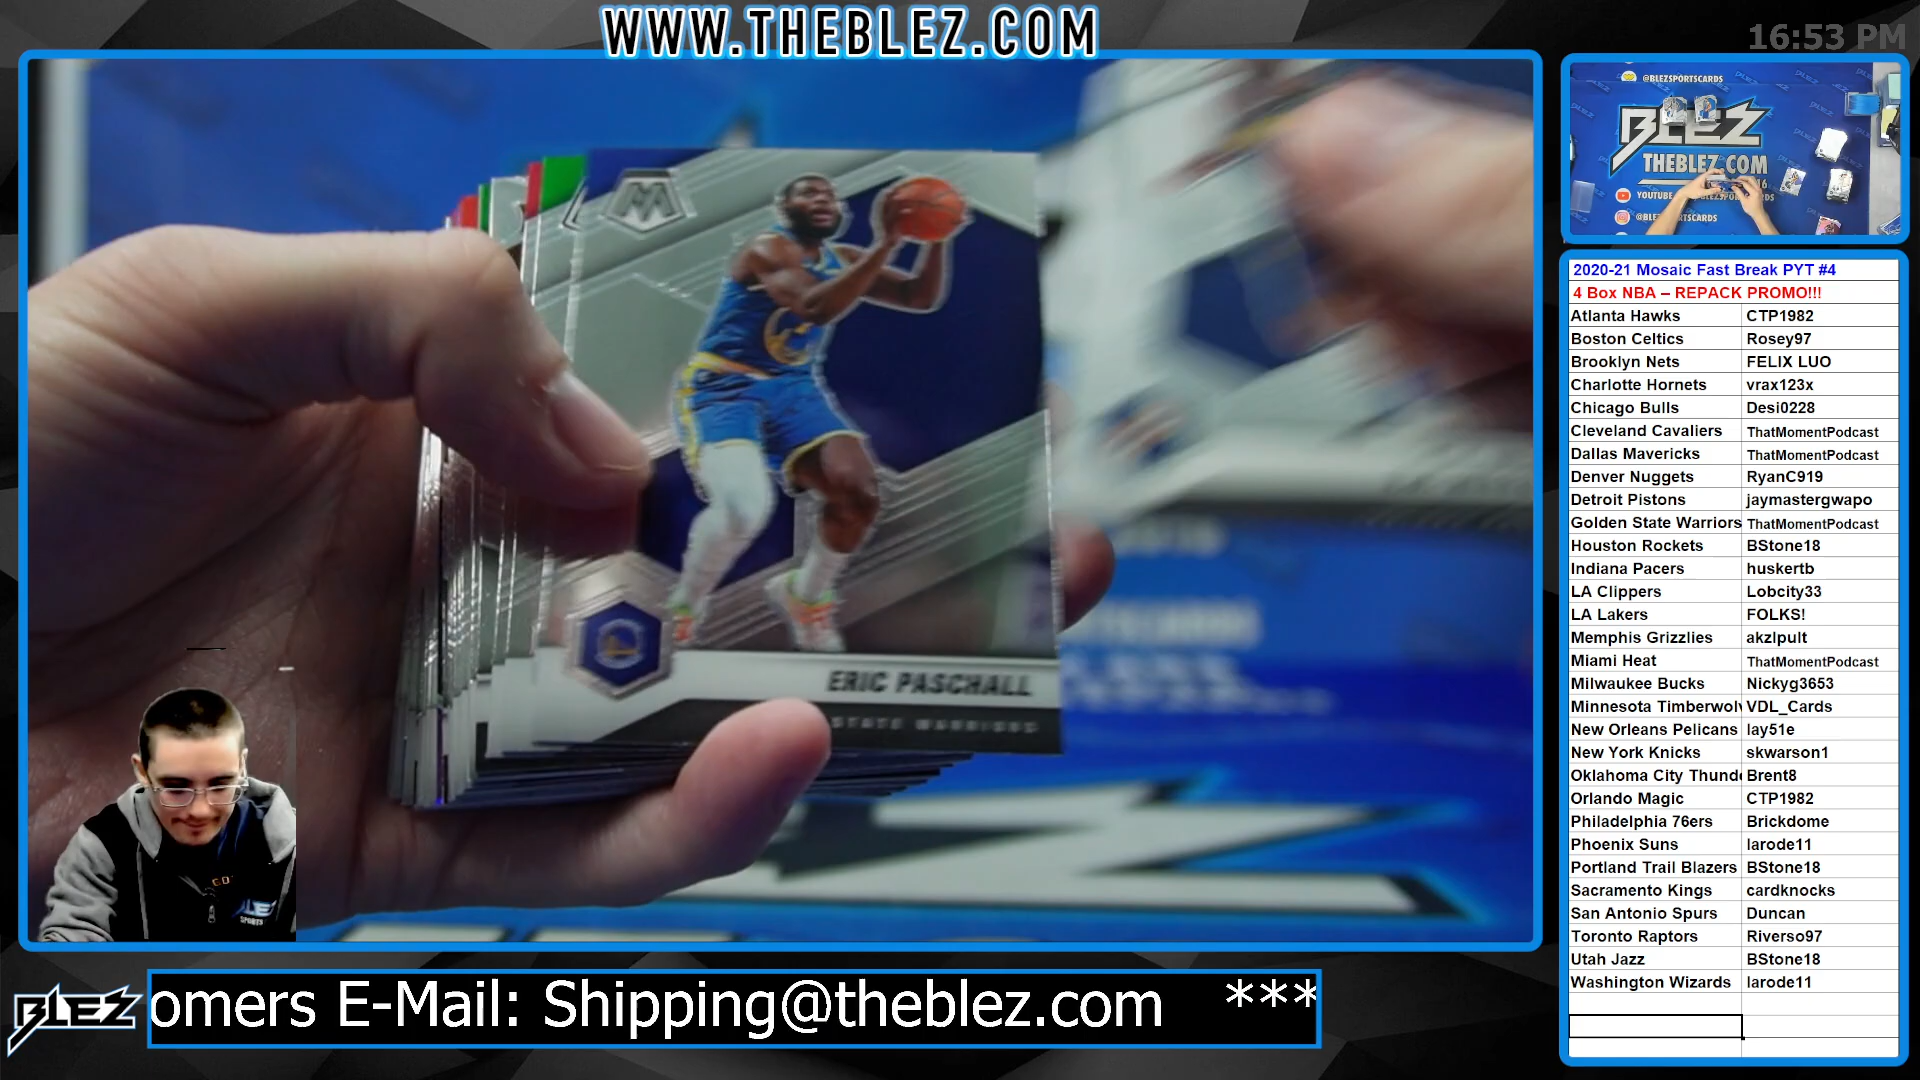 WWW.THEBLEZ.COM
16:53 PM
ERIC PASCHALL
STATE WARRIORS
@BLEZSPORTSCARDS
BLEZ
THEBLEZ.COM
YOUTUBE
2020-21 Mosaic Fast Break PYT #4
4 Box NBA – REPACK PROMO!!!
Atlanta Hawks CTP1982
Boston Celtics Rosey97
Brooklyn Nets FELIX LUO
Charlotte Hornets vrax123x
Chicago Bulls Desi0228
Cleveland Cavaliers ThatMomentPodcast
Dallas Mavericks ThatMomentPodcast
Denver Nuggets RyanC919
Detroit Pistons jaymastergwapo
Golden State Warriors ThatMomentPodcast
Houston Rockets BStone18
Indiana Pacers huskertb
LA Clippers Lobcity33
LA Lakers FOLKS!
Memphis Grizzlies akzlpult
Miami Heat ThatMomentPodcast
Milwaukee Bucks Nickyg3653
Minnesota Timberwolv VDL_Cards
New Orleans Pelicans lay51e
New York Knicks skwarson1
Oklahoma City Thunde Brent8
Orlando Magic CTP1982
Philadelphia 76ers Brickdome
Phoenix Suns larode11
Portland Trail Blazers BStone18
Sacramento Kings cardknocks
San Antonio Spurs Duncan
Toronto Raptors Riverso97
Utah Jazz BStone18
Washington Wizards larode11
BLEZ
omers E-Mail: Shipping@theblez.com ***